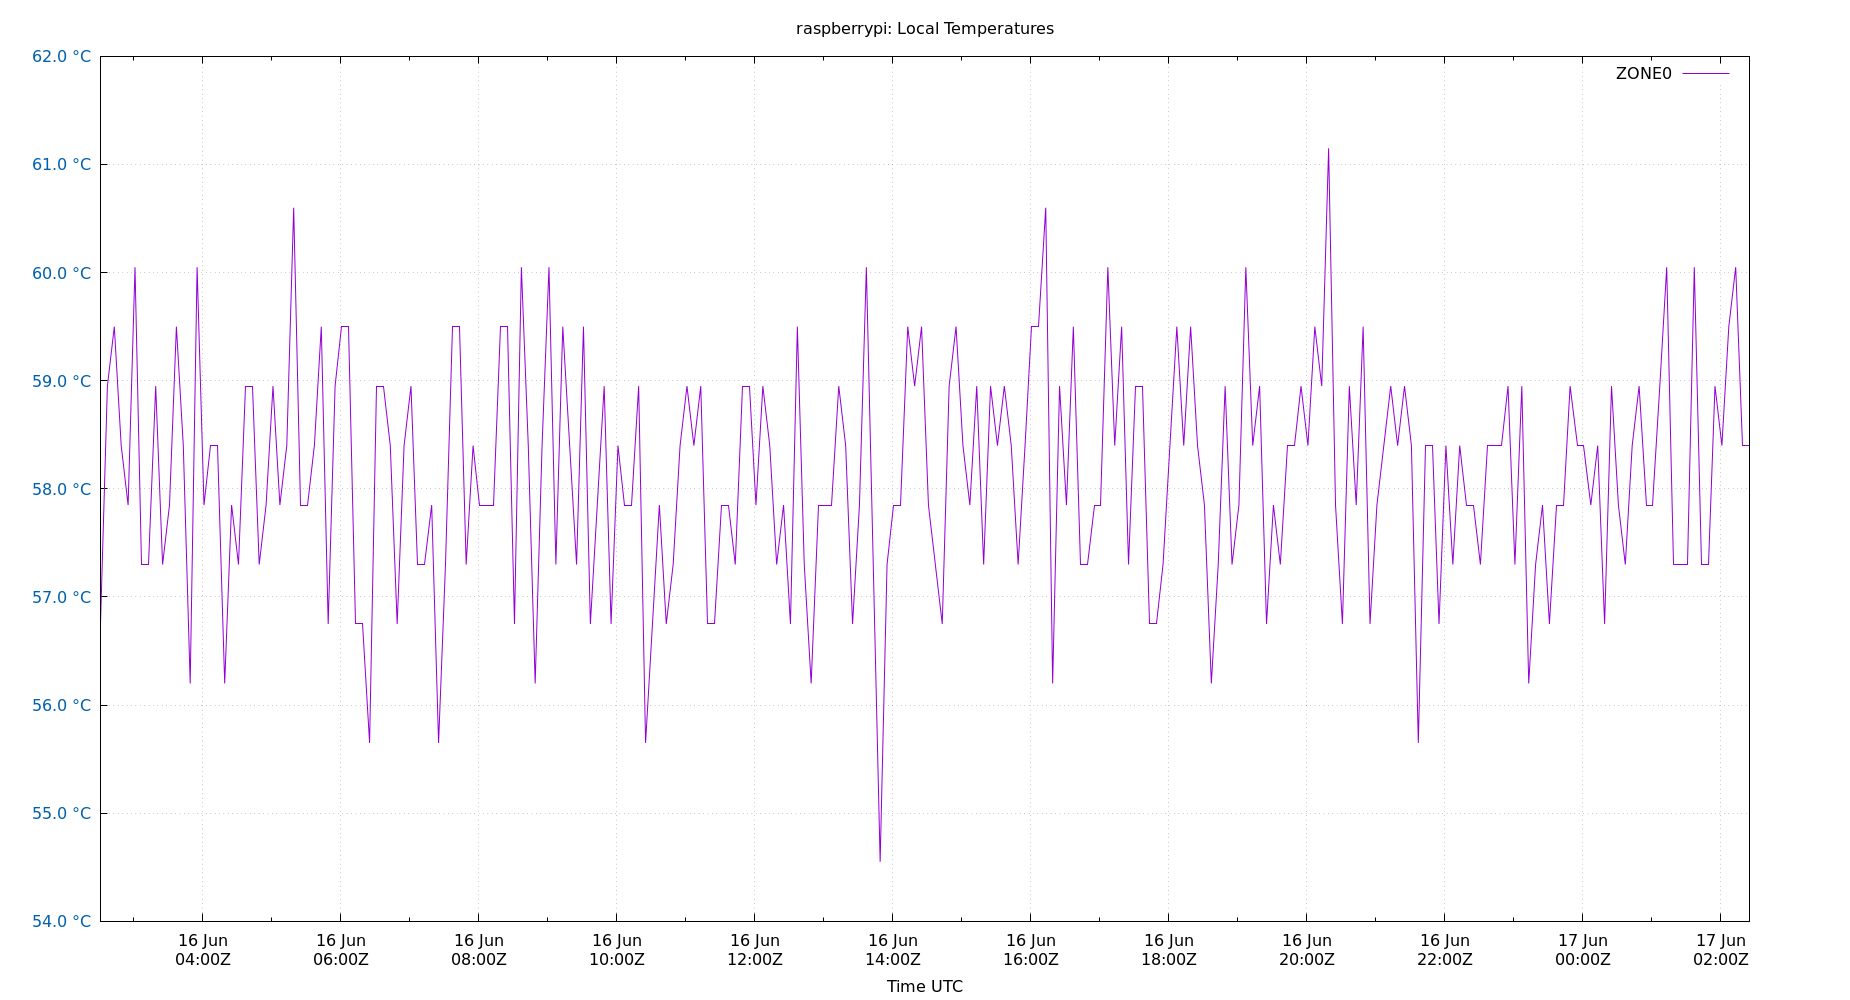 raspberrypi: Local Temperatures
62.0 °C
ZONE0
61.0 °C
60.0 °C
59.0 °C
58.0 °C
57.0 °C
56.0 °C
55.0 °C
54.0 °C
16 Jun 16 Jun 16 Jun 16 Jun 16 Jun 16 Jun 16 Jun 16 Jun 16 Jun 16 Jun 17 Jun 17 Jun
04:00Z 06:00Z 08:00Z 10:00Z 12:00Z 14:00Z 16:00Z 18:00Z 20:00Z 22:00Z 00:00Z 02:00Z
Time UTC